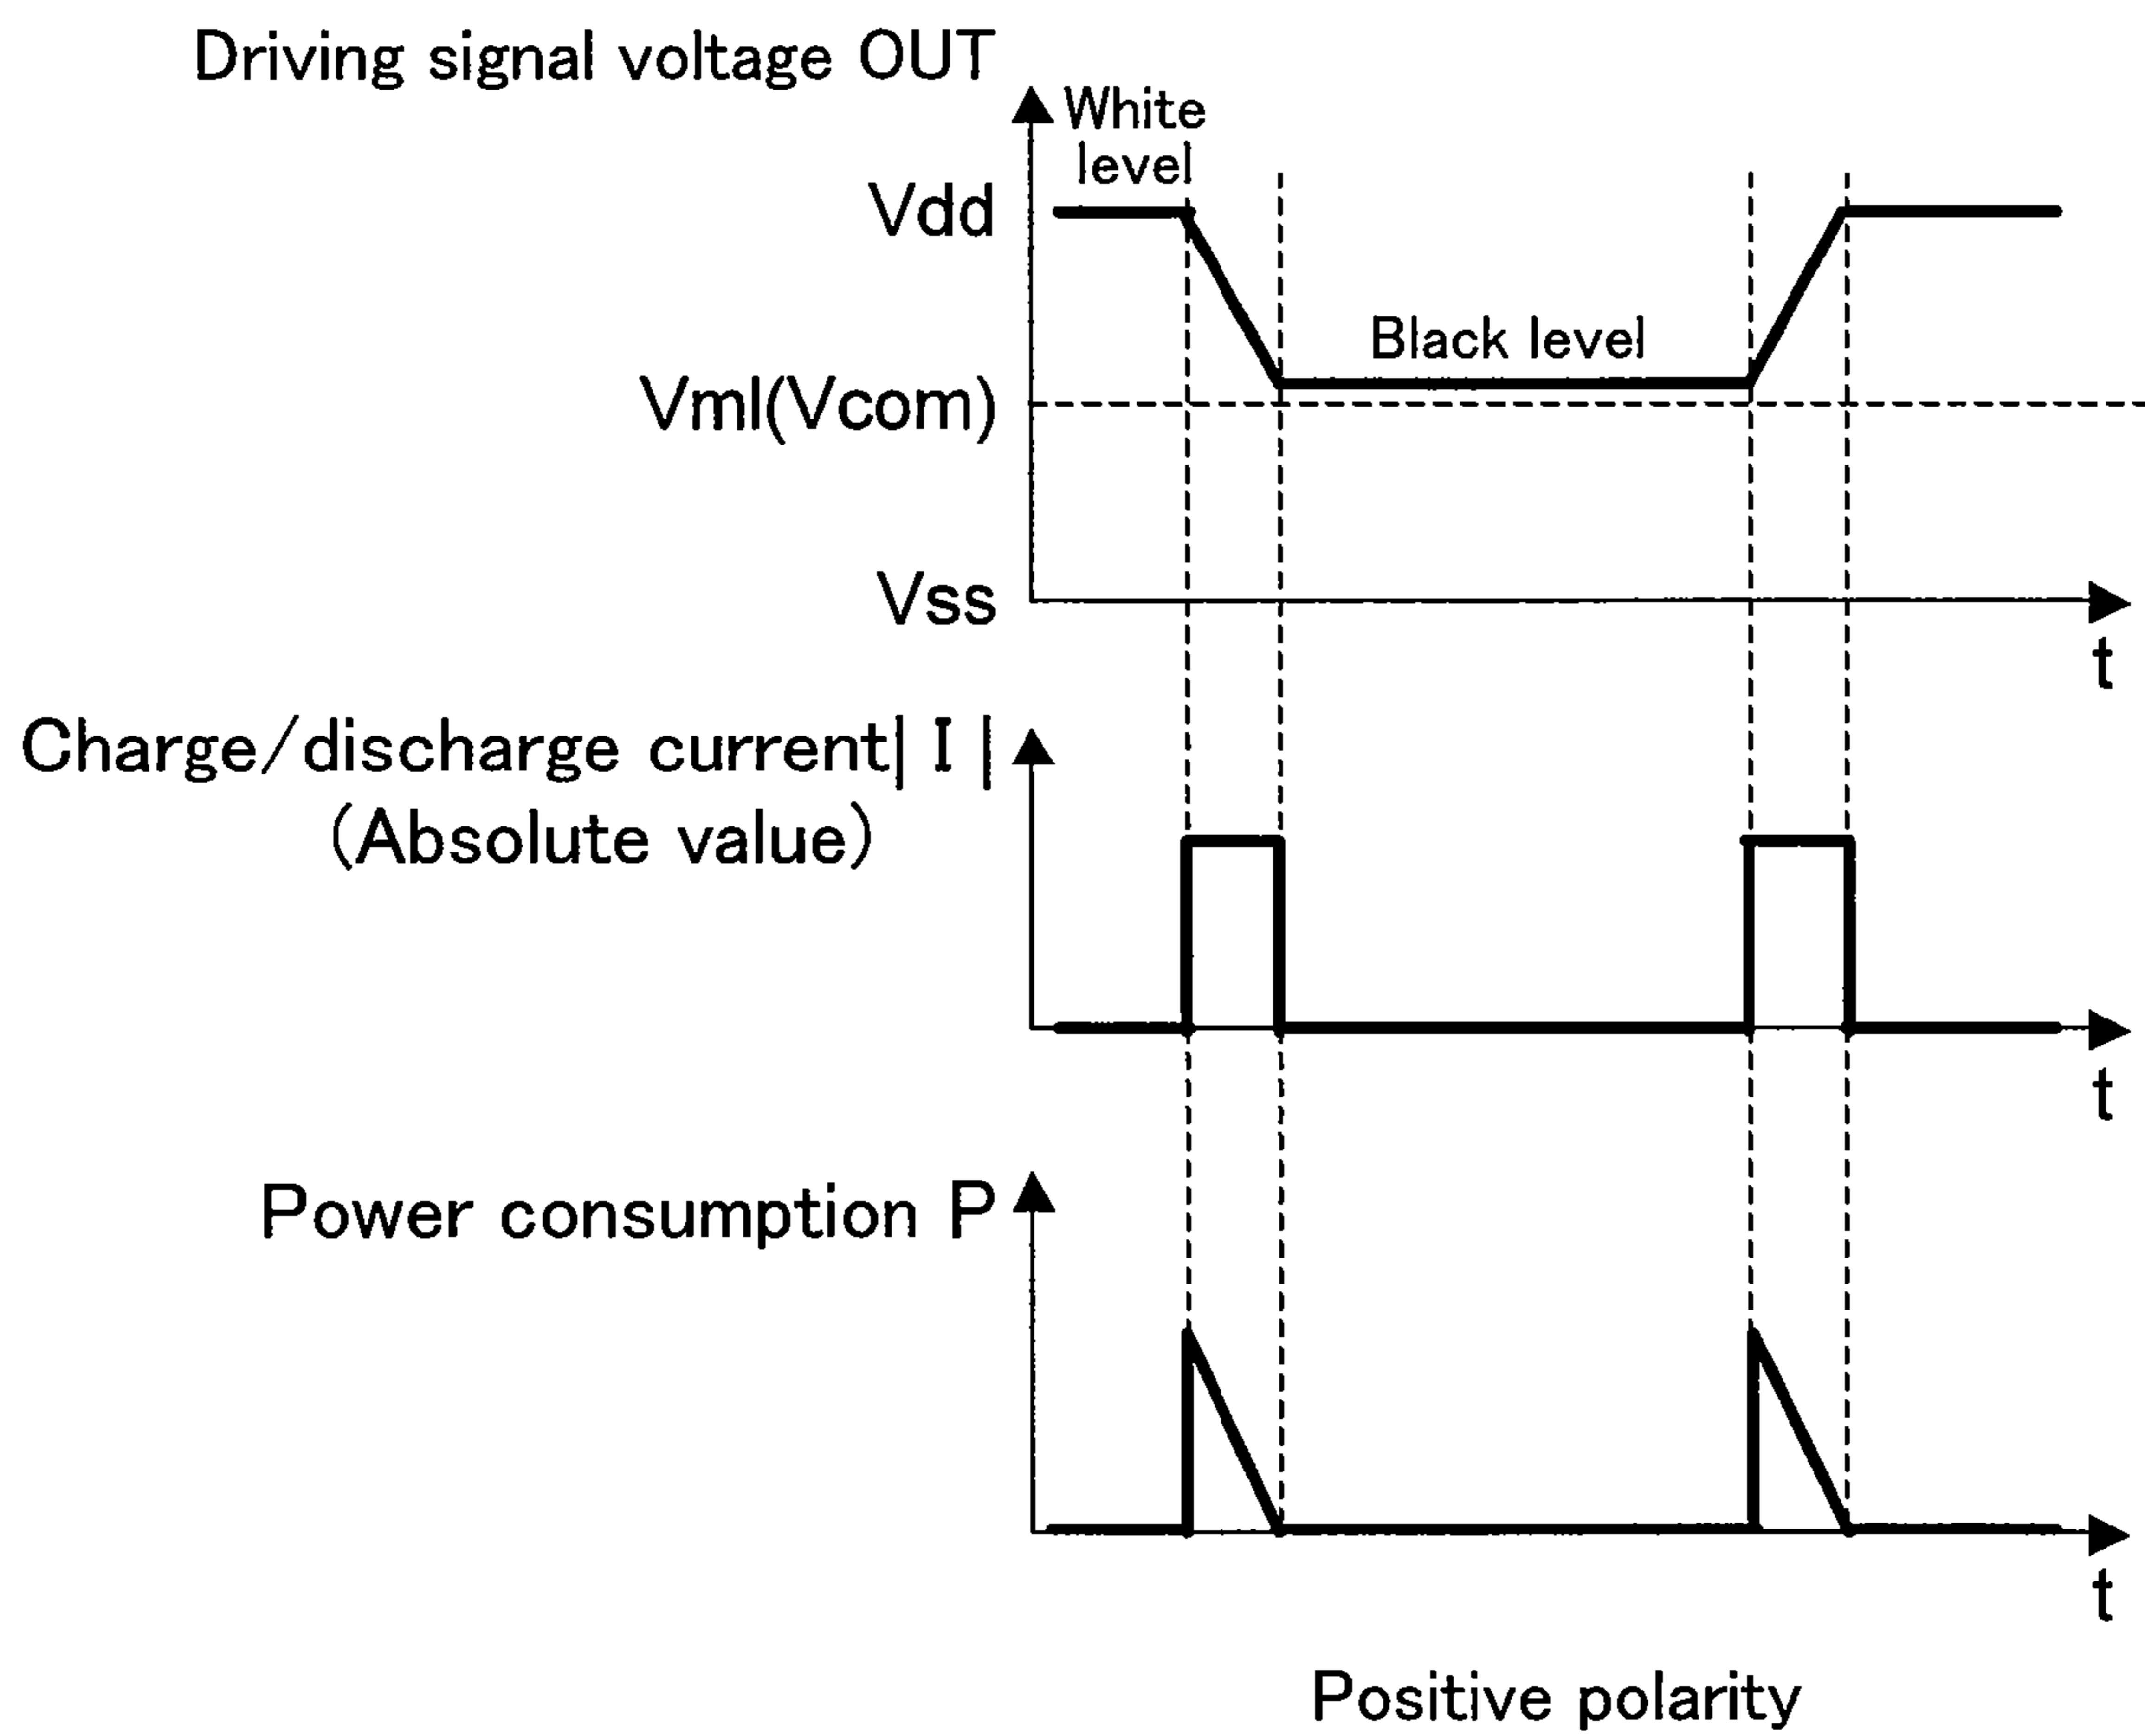 Driving signal voltage OUT
White
level
Vdd
Black level
Vml(Vcom)
Vss
t
Charge/discharge current| I |
(Absolute value)
t
Power consumption P
t
Positive polarity